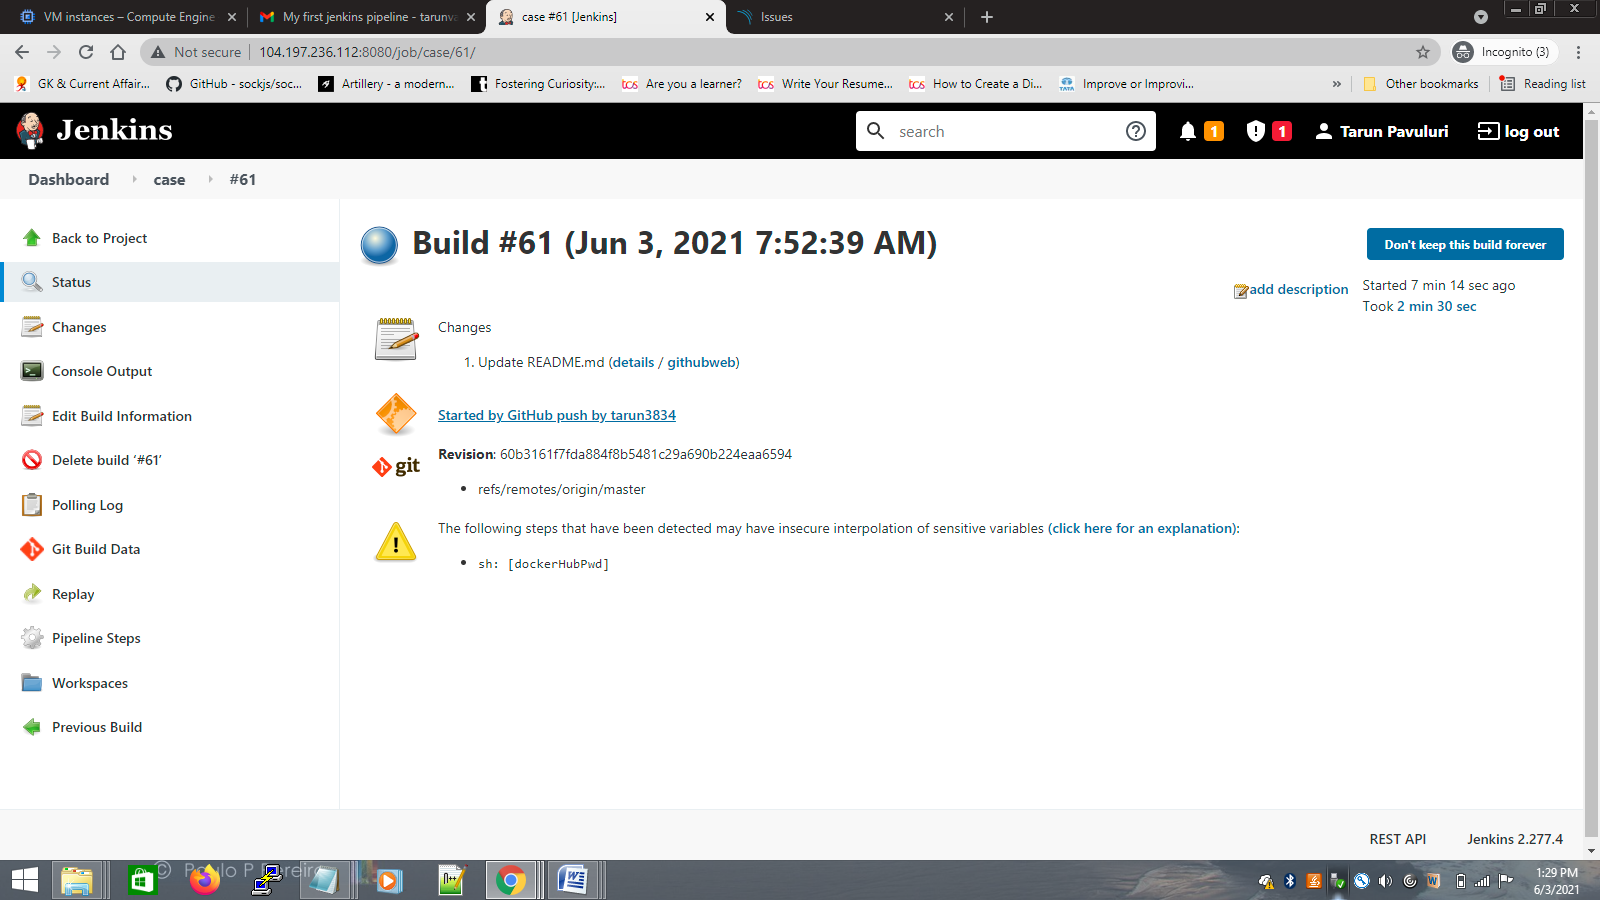 VM instances – Compute Engine
My first jenkins pipeline - tarunva
case #61 [Jenkins]
Issues
Not secure
104.197.236.112:8080/job/case/61/
Incognito (3)
GK & Current Affair...
GitHub - sockjs/soc...
Artillery - a modern...
t
Fostering Curiosity:...
tcs
Are you a learner?
tcs
Write Your Resume...
tcs
How to Create a Di...
TATA
Improve or Improvi...
»
Other bookmarks
Reading list
Jenkins
search
1
1
Tarun Pavuluri
log out
Dashboard
case
#61
Back to Project
Status
Changes
Console Output
Edit Build Information
Delete build ‘#61’
Polling Log
Git Build Data
Replay
Pipeline Steps
Workspaces
Previous Build
Build #61 (Jun 3, 2021 7:52:39 AM)
Don't keep this build forever
add description
Started 7 min 14 sec ago
Took 2 min 30 sec
Changes
1. Update README.md (details / githubweb)
Started by GitHub push by tarun3834
git
Revision: 60b3161f7fda884f8b5481c29a690b224eaa6594
• refs/remotes/origin/master
The following steps that have been detected may have insecure interpolation of sensitive variables (click here for an explanation):
• sh: [dockerHubPwd]
REST API
Jenkins 2.277.4
1:29 PM
6/3/2021